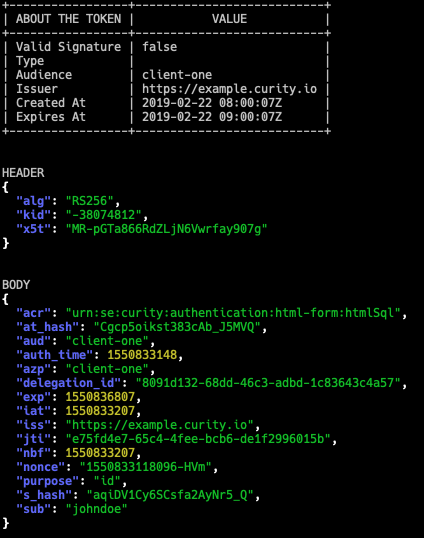 +----------------+---------------------------+
| ABOUT THE TOKEN |           VALUE           |
+----------------+---------------------------+
| Valid Signature | false                     |
| Type            |                           |
| Audience        | client-one                |
| Issuer          | https://example.curity.io |
| Created At      | 2019-02-22 08:00:07Z      |
| Expires At      | 2019-02-22 09:00:07Z      |
+----------------+---------------------------+
HEADER
{
  "alg": "RS256",
  "kid": "-38074812",
  "x5t": "MR-pGTa866RdZLjN6Vwrfay907g"
}
BODY
{
  "acr": "urn:se:curity:authentication:html-form:htmlSql",
  "at_hash": "Cgcp5oikst383cAb_J5MVQ",
  "aud": "client-one",
  "auth_time": 1550833148,
  "azp": "client-one",
  "delegation_id": "8091d132-68dd-46c3-adbd-1c83643c4a57",
  "exp": 1550836807,
  "iat": 1550833207,
  "iss": "https://example.curity.io",
  "jti": "e75fd4e7-65c4-4fee-bcb6-de1f2996015b",
  "nbf": 1550833207,
  "nonce": "1550833118096-HVm",
  "purpose": "id",
  "s_hash": "aqiDV1Cy6SCsfa2AyNr5_Q",
  "sub": "johndoe"
}